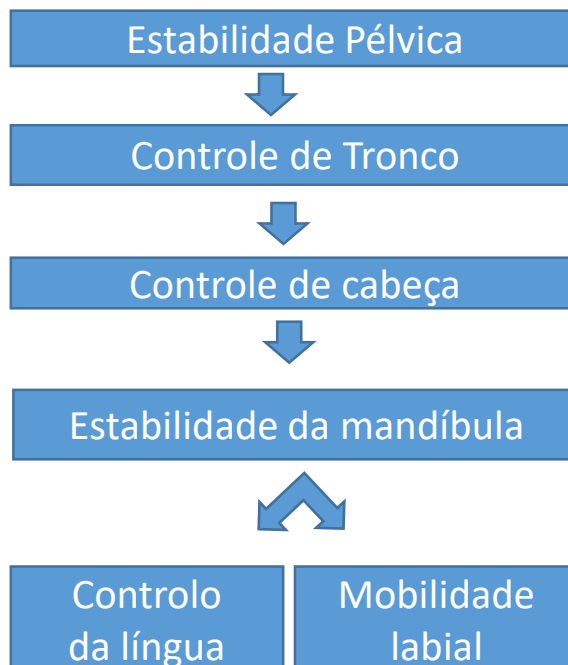 Estabilidade Pélvica
Controle de Tronco
Controle de cabeça
Estabilidade da mandíbula
Controlo
da língua
Mobilidade
labial